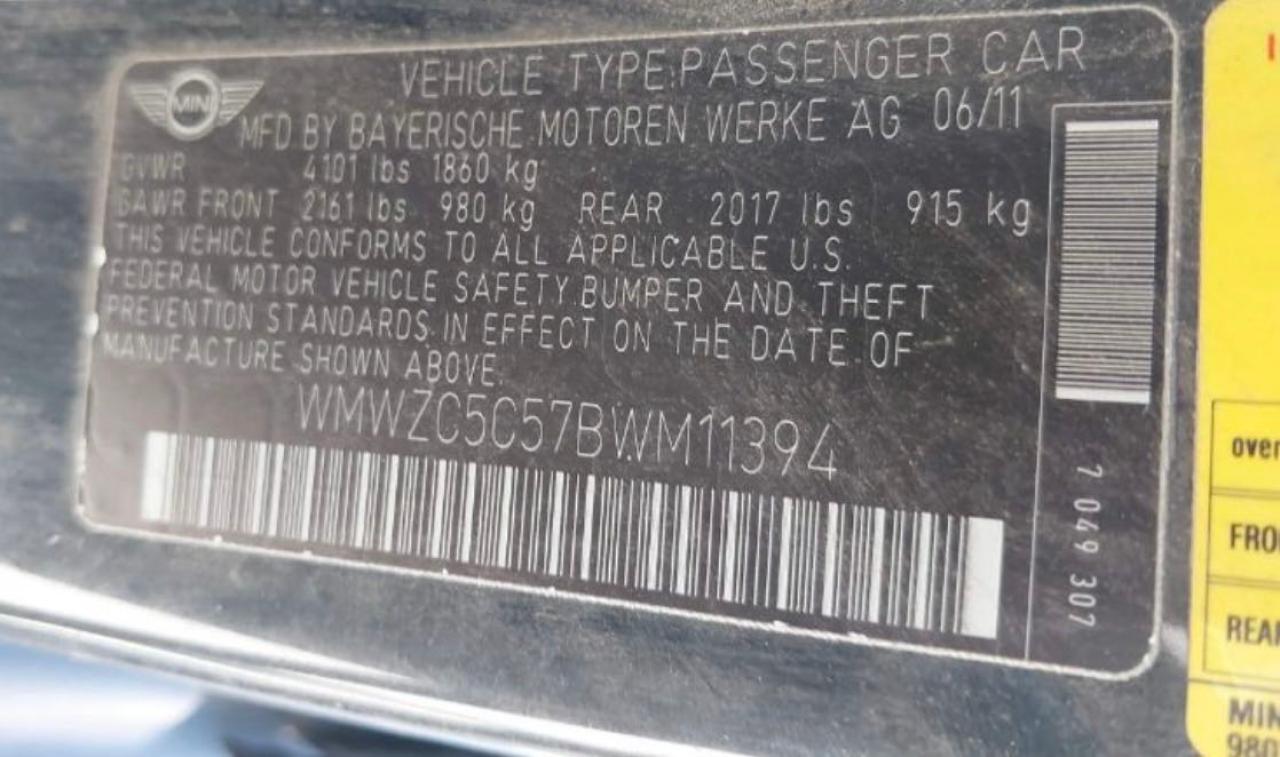 MINI
VEHICLE TYPE:PASSENGER CAR
MFD BY BAYERISCHE MOTOREN WERKE AG 06/11
GVWR 4101 lbs 1860 kg
GAWR FRONT 2161 lbs 980 kg REAR 2017 lbs 915 kg
THIS VEHICLE CONFORMS TO ALL APPLICABLE U.S.
FEDERAL MOTOR VEHICLE SAFETY.BUMPER AND THEFT
PREVENTION STANDARDS IN EFFECT ON THE DATE OF
MANUFACTURE SHOWN ABOVE.
WMWZC5C57BWM11394
7 049 307
over
FRO
REA
MIN
980